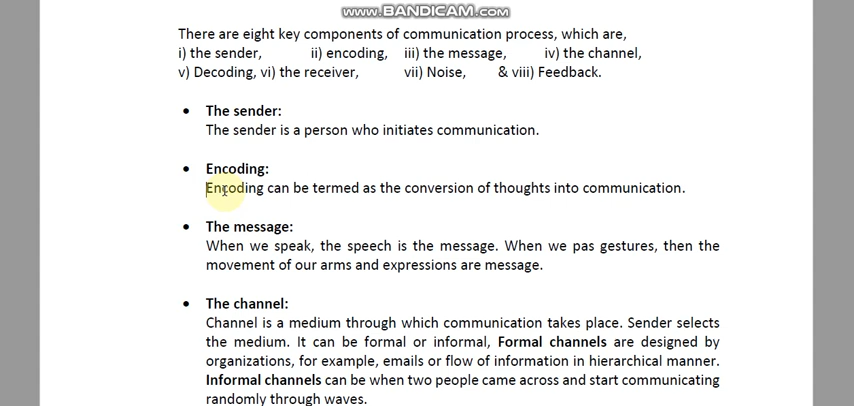 www.BANDICAM.com
There are eight key components of communication process, which are,
i) the sender, ii) encoding, iii) the message, iv) the channel,
v) Decoding, vi) the receiver, vii) Noise, & viii) Feedback.
• The sender:
The sender is a person who initiates communication.
• Encoding:
Encoding can be termed as the conversion of thoughts into communication.
• The message:
When we speak, the speech is the message. When we pas gestures, then the
movement of our arms and expressions are message.
• The channel:
Channel is a medium through which communication takes place. Sender selects
the medium. It can be formal or informal, Formal channels are designed by
organizations, for example, emails or flow of information in hierarchical manner.
Informal channels can be when two people came across and start communicating
randomly through waves.